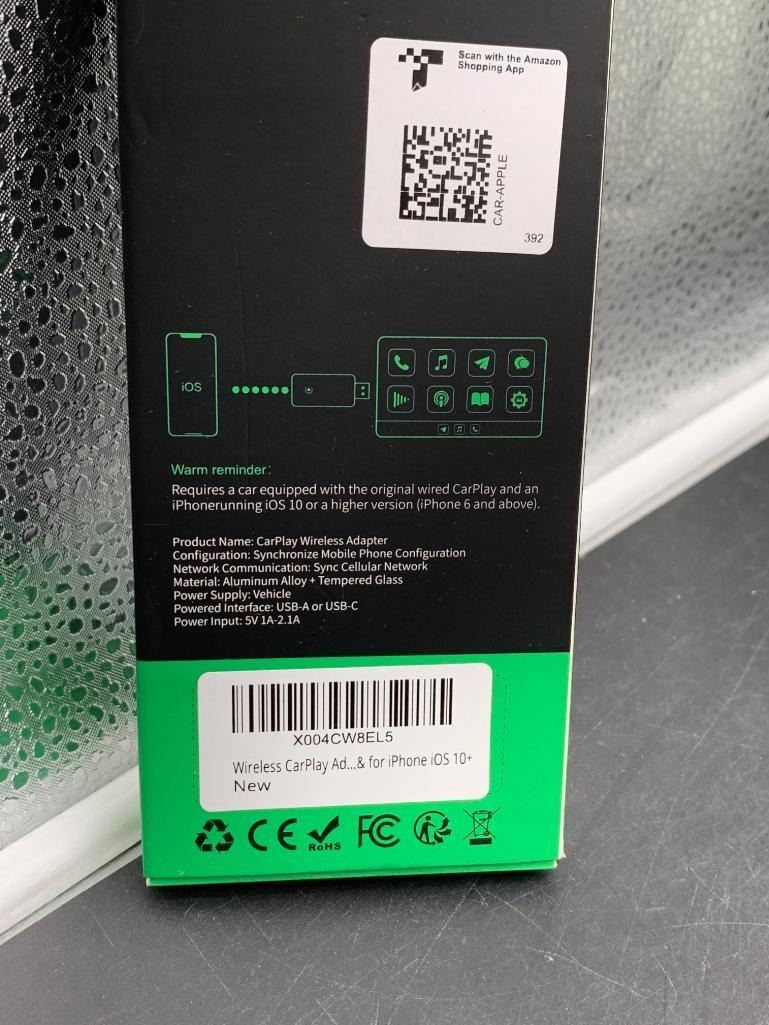 Scan with the Amazon
Shopping App
CAR-APPLE
392
iOS
Warm reminder:
Requires a car equipped with the original wired CarPlay and an
iPhonerunning iOS 10 or a higher version (iPhone 6 and above).
Product Name: CarPlay Wireless Adapter
Configuration: Synchronize Mobile Phone Configuration
Network Communication: Sync Cellular Network
Material: Aluminum Alloy + Tempered Glass
Power Supply: Vehicle
Powered Interface: USB-A or USB-C
Power Input: 5V 1A-2.1A
X004CW8EL5
Wireless CarPlay Ad...& for iPhone iOS 10+
New
CE
RoHS
FC